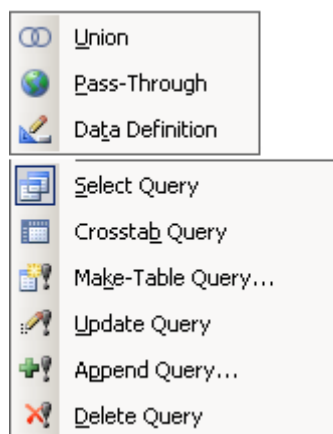 Union
Pass-Through
Data Definition
Select Query
Crosstab Query
Make-Table Query...
Update Query
Append Query...
Delete Query